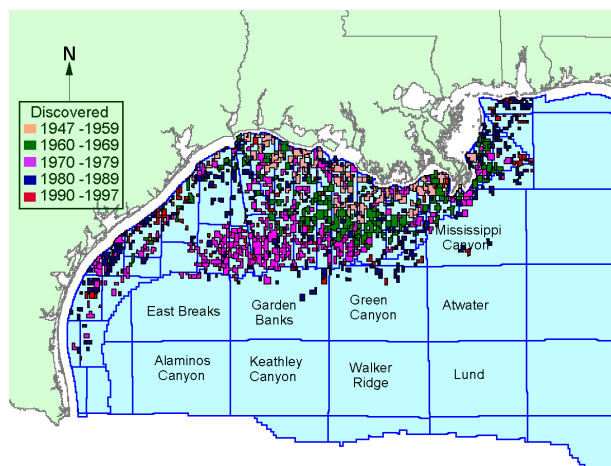 N
Discovered
1947 -1959
1960 -1969
1970 -1979
1980 -1989
1990 -1997
Mississippi
Canyon
East Breaks
Garden
Banks
Green
Canyon
Atwater
Alaminos
Canyon
Keathley
Canyon
Walker
Ridge
Lund